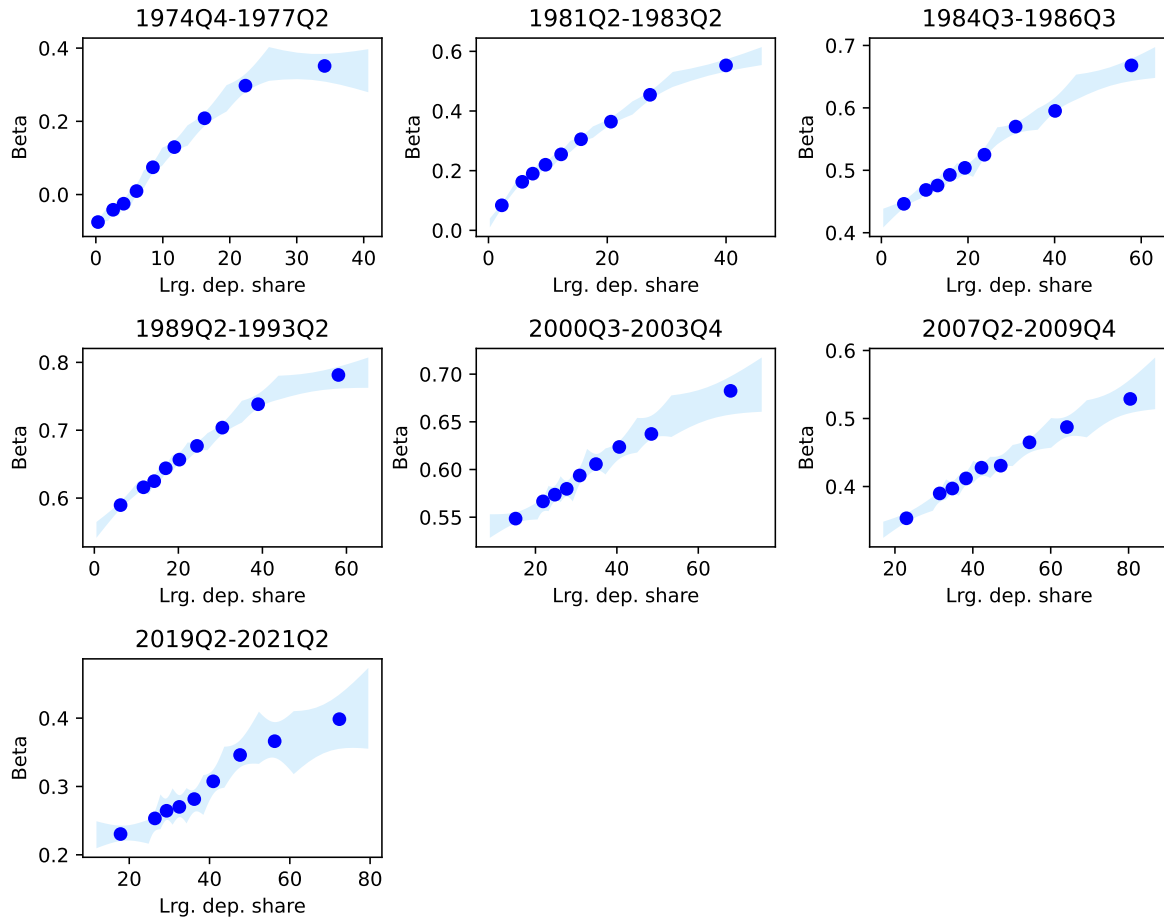 1974Q4-1977Q2
0.4
0.2
0.0
Beta
0 10 20 30 40
Lrg. dep. share
1981Q2-1983Q2
0.6
0.4
0.2
0.0
Beta
0 20 40
Lrg. dep. share
1984Q3-1986Q3
0.7
0.6
0.5
0.4
Beta
0 20 40 60
Lrg. dep. share
1989Q2-1993Q2
0.8
0.7
0.6
Beta
0 20 40 60
Lrg. dep. share
2000Q3-2003Q4
0.70
0.65
0.60
0.55
Beta
20 40 60
Lrg. dep. share
2007Q2-2009Q4
0.6
0.5
0.4
Beta
20 40 60 80
Lrg. dep. share
2019Q2-2021Q2
0.4
0.3
0.2
Beta
20 40 60 80
Lrg. dep. share